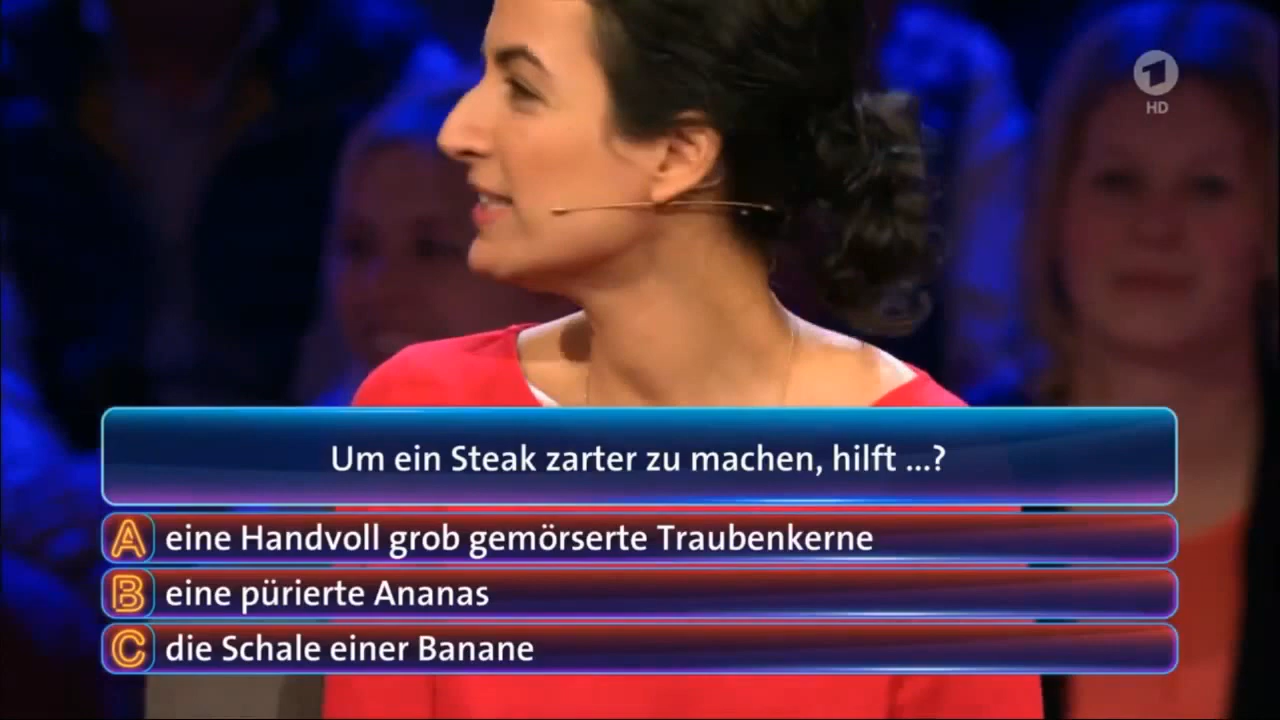 1
HD
Um ein Steak zarter zu machen, hilft ...?
A eine Handvoll grob gemörserte Traubenkerne
B eine pürierte Ananas
C die Schale einer Banane